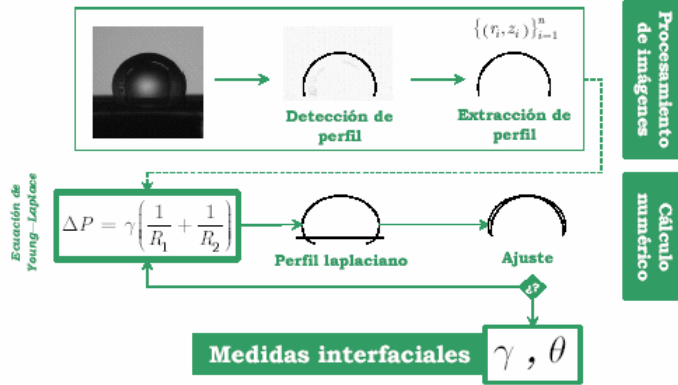 {(r_i, z_i)}_{i=1}^n
Detección de
perfil
Extracción de
perfil
Procesamiento
de imágenes
Ecuación de
Young-Laplace
ΔP = γ(1/R_1 + 1/R_2)
Perfil laplaciano
Ajuste
Cálculo
numérico
¿?
Medidas interfaciales
γ , θ